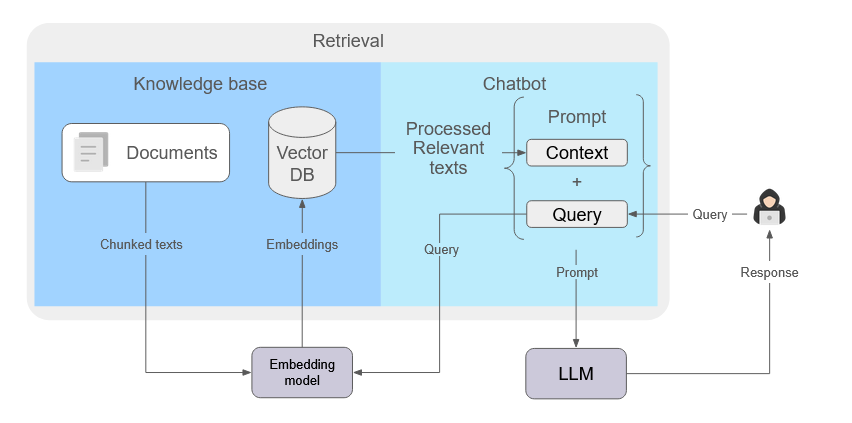 Retrieval
Knowledge base
Chatbot
Documents
Vector
DB
Processed
Relevant
texts
Prompt
Context
+
Query
Query
Chunked texts
Embeddings
Query
Prompt
Response
Embedding
model
LLM